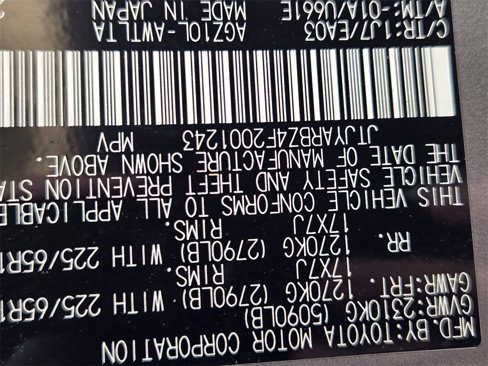 MFD. BY: TOYOTA MOTOR CORPORATION
GVWR: 2310KG (5090LB)
GAWR: FRT. 1270KG (2790LB) WITH 225/65R1
17X7J RIMS.
RR. 1270KG (2790LB) WITH 225/65R1
17X7J RIMS.
THIS VEHICLE CONFORMS TO ALL APPLICABLE
VEHICLE SAFETY AND THEFT PREVENTION STA
THE DATE OF MANUFACTURE SHOWN ABOVE.
JTJYARBZ4F2001243 MPV
C/TR: 1J7/EA03 AGZ10L-AWTLTA
A/TM: -01A/U661E MADE IN JAPAN